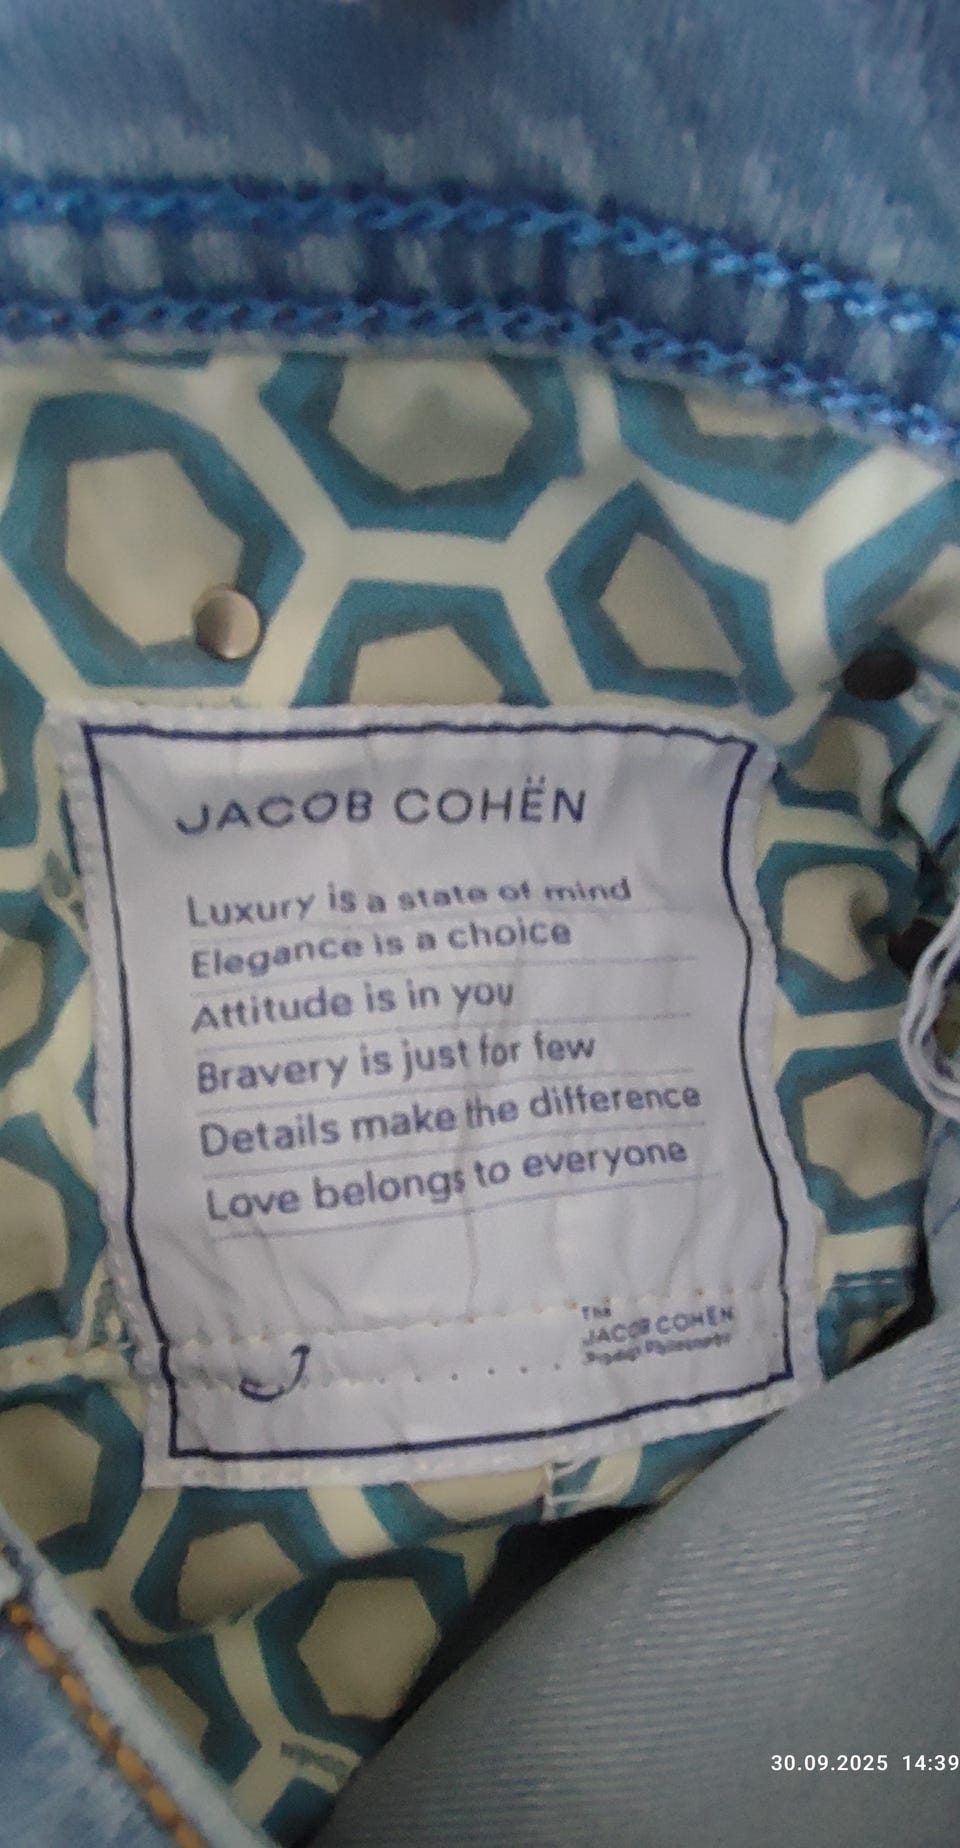 JACOB COHËN
Luxury is a state of mind
Elegance is a choice
Attitude is in you
Bravery is just for few
Details make the difference
Love belongs to everyone
The
JACOB COHËN
30.09.2025 14:39